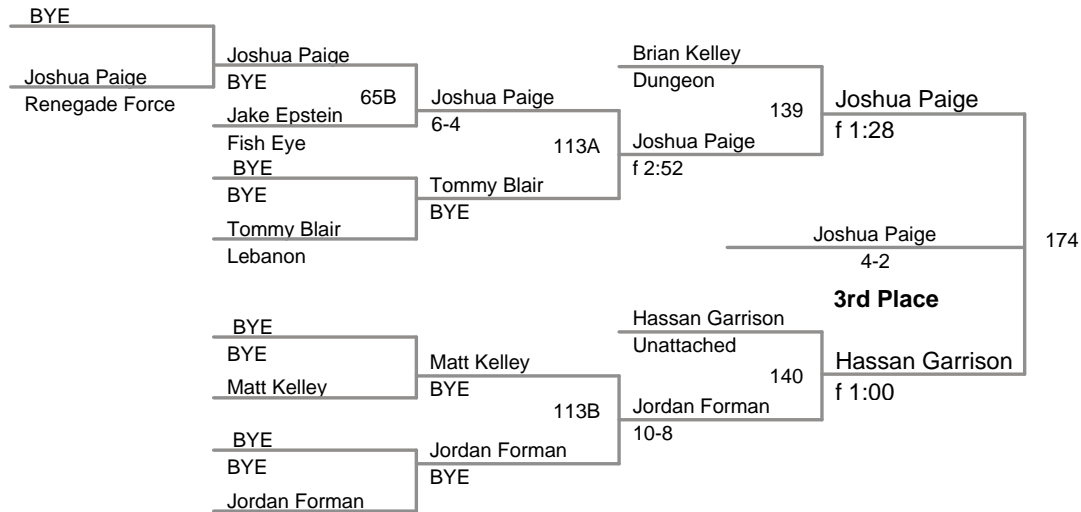 BYE
Joshua Paige
Renegade Force
Joshua Paige
BYE
65B
Jake Epstein
Fish Eye
BYE
BYE
Tommy Blair
Lebanon
Joshua Paige
6-4
113A
Tommy Blair
BYE
Brian Kelley
Dungeon
139
Joshua Paige
f 2:52
Joshua Paige
f 1:28
Joshua Paige
4-2
174
3rd Place
BYE
BYE
Matt Kelley
BYE
BYE
Jordan Forman
Matt Kelley
BYE
113B
Jordan Forman
BYE
Hassan Garrison
Unattached
140
Jordan Forman
10-8
Hassan Garrison
f 1:00